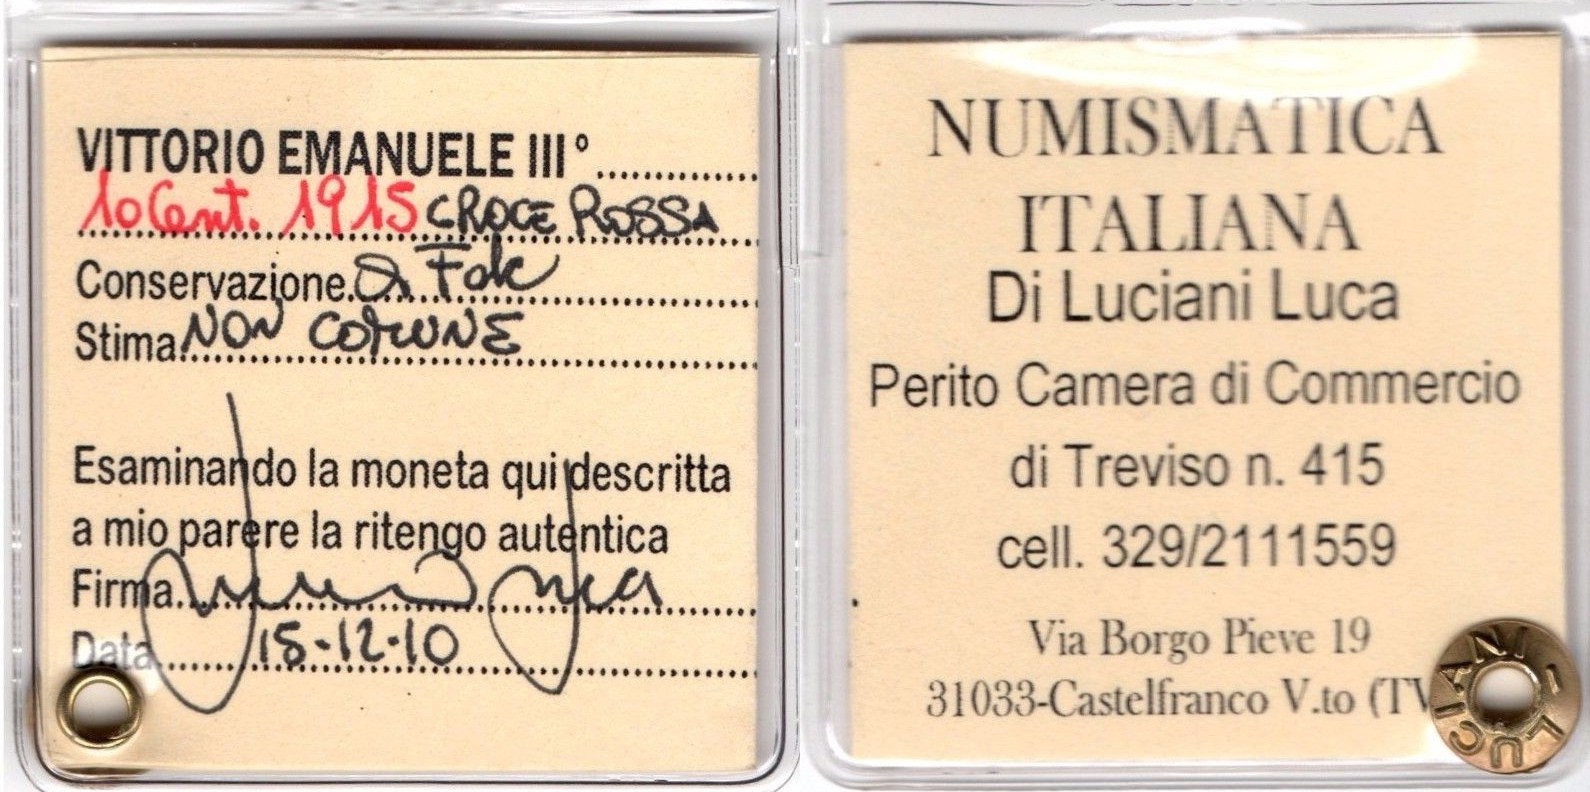 VITTORIO EMANUELE III°
10 Cent. 1915 CROCE ROSSA
Conservazione
Stima NON COMUNE
Esaminando la moneta qui descritta
a mio parere la ritengo autentica
Firma
Data 15-12-10
NUMISMATICA
ITALIANA
Di Luciani Luca
Perito Camera di Commercio
di Treviso n. 415
cell. 329/2111559
Via Borgo Pieve 19
31033-Castelfranco V.to (TV
LUCIANI -